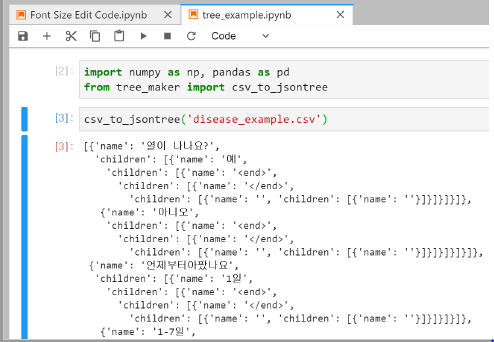 Font Size Edit Code.ipynb
tree_example.ipynb
Code
[2]:
import numpy as np, pandas as pd
from tree_maker import csv_to_jsontree
[3]:
csv_to_jsontree('disease_example.csv')
[3]:
[{'name': '열이 나나요?',
'children': [{'name': '예',
'children': [{'name': '<end>',
'children': [{'name': '</end>',
'children': [{'name': '', 'children': [{'name': ''}]}]}]}]},
{'name': '아니오',
'children': [{'name': '<end>',
'children': [{'name': '</end>',
'children': [{'name': '', 'children': [{'name': ''}]}]}]}]}]},
{'name': '언제부터아팠나요',
'children': [{'name': '1일',
'children': [{'name': '<end>',
'children': [{'name': '</end>',
'children': [{'name': '', 'children': [{'name': ''}]}]}]}]},
{'name': '1-7일',